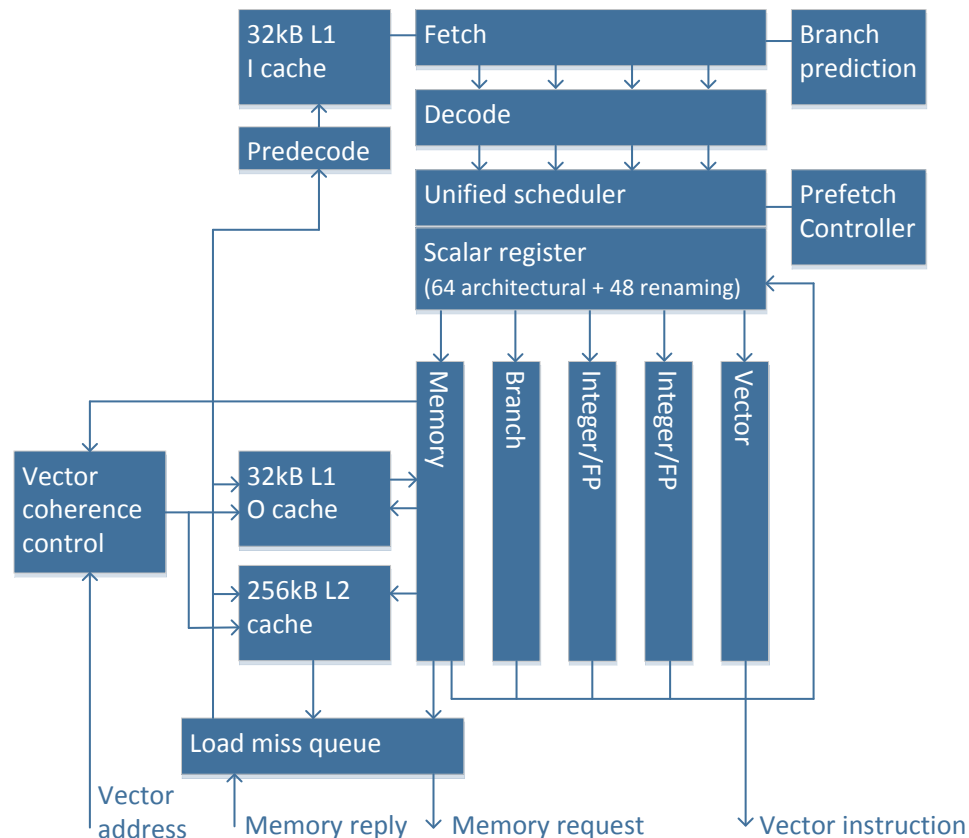 32kB L1
I cache
Fetch
Branch
prediction
Decode
Predecode
Unified scheduler
Prefetch
Controller
Scalar register
(64 architectural + 48 renaming)
Memory
Branch
Integer/FP
Integer/FP
Vector
Vector
coherence
control
32kB L1
O cache
256kB L2
cache
Load miss queue
Vector
address
Memory reply
Memory request
Vector instruction